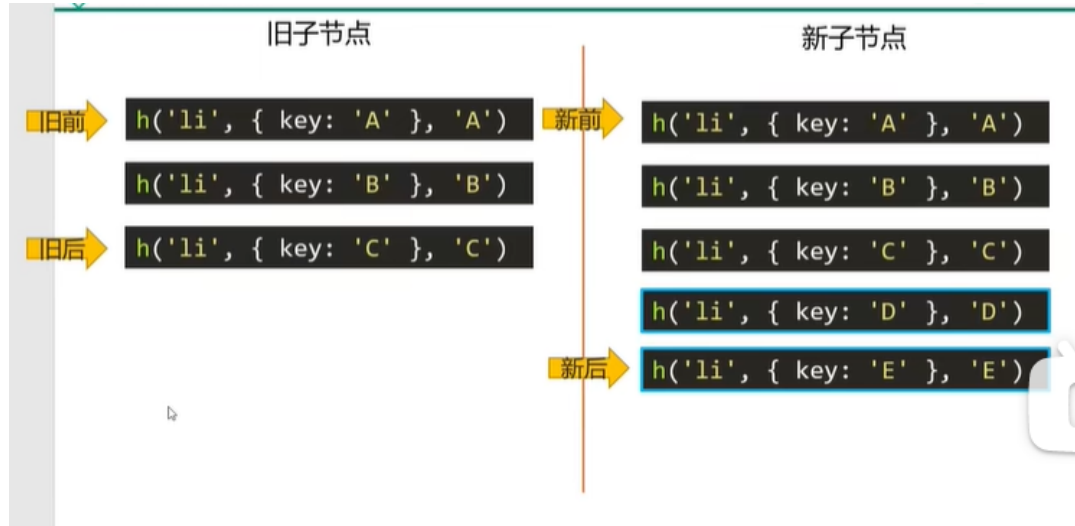 旧子节点
旧前
h('li', { key: 'A' }, 'A')
h('li', { key: 'B' }, 'B')
旧后
h('li', { key: 'C' }, 'C')
新子节点
新前
h('li', { key: 'A' }, 'A')
h('li', { key: 'B' }, 'B')
h('li', { key: 'C' }, 'C')
h('li', { key: 'D' }, 'D')
新后
h('li', { key: 'E' }, 'E')